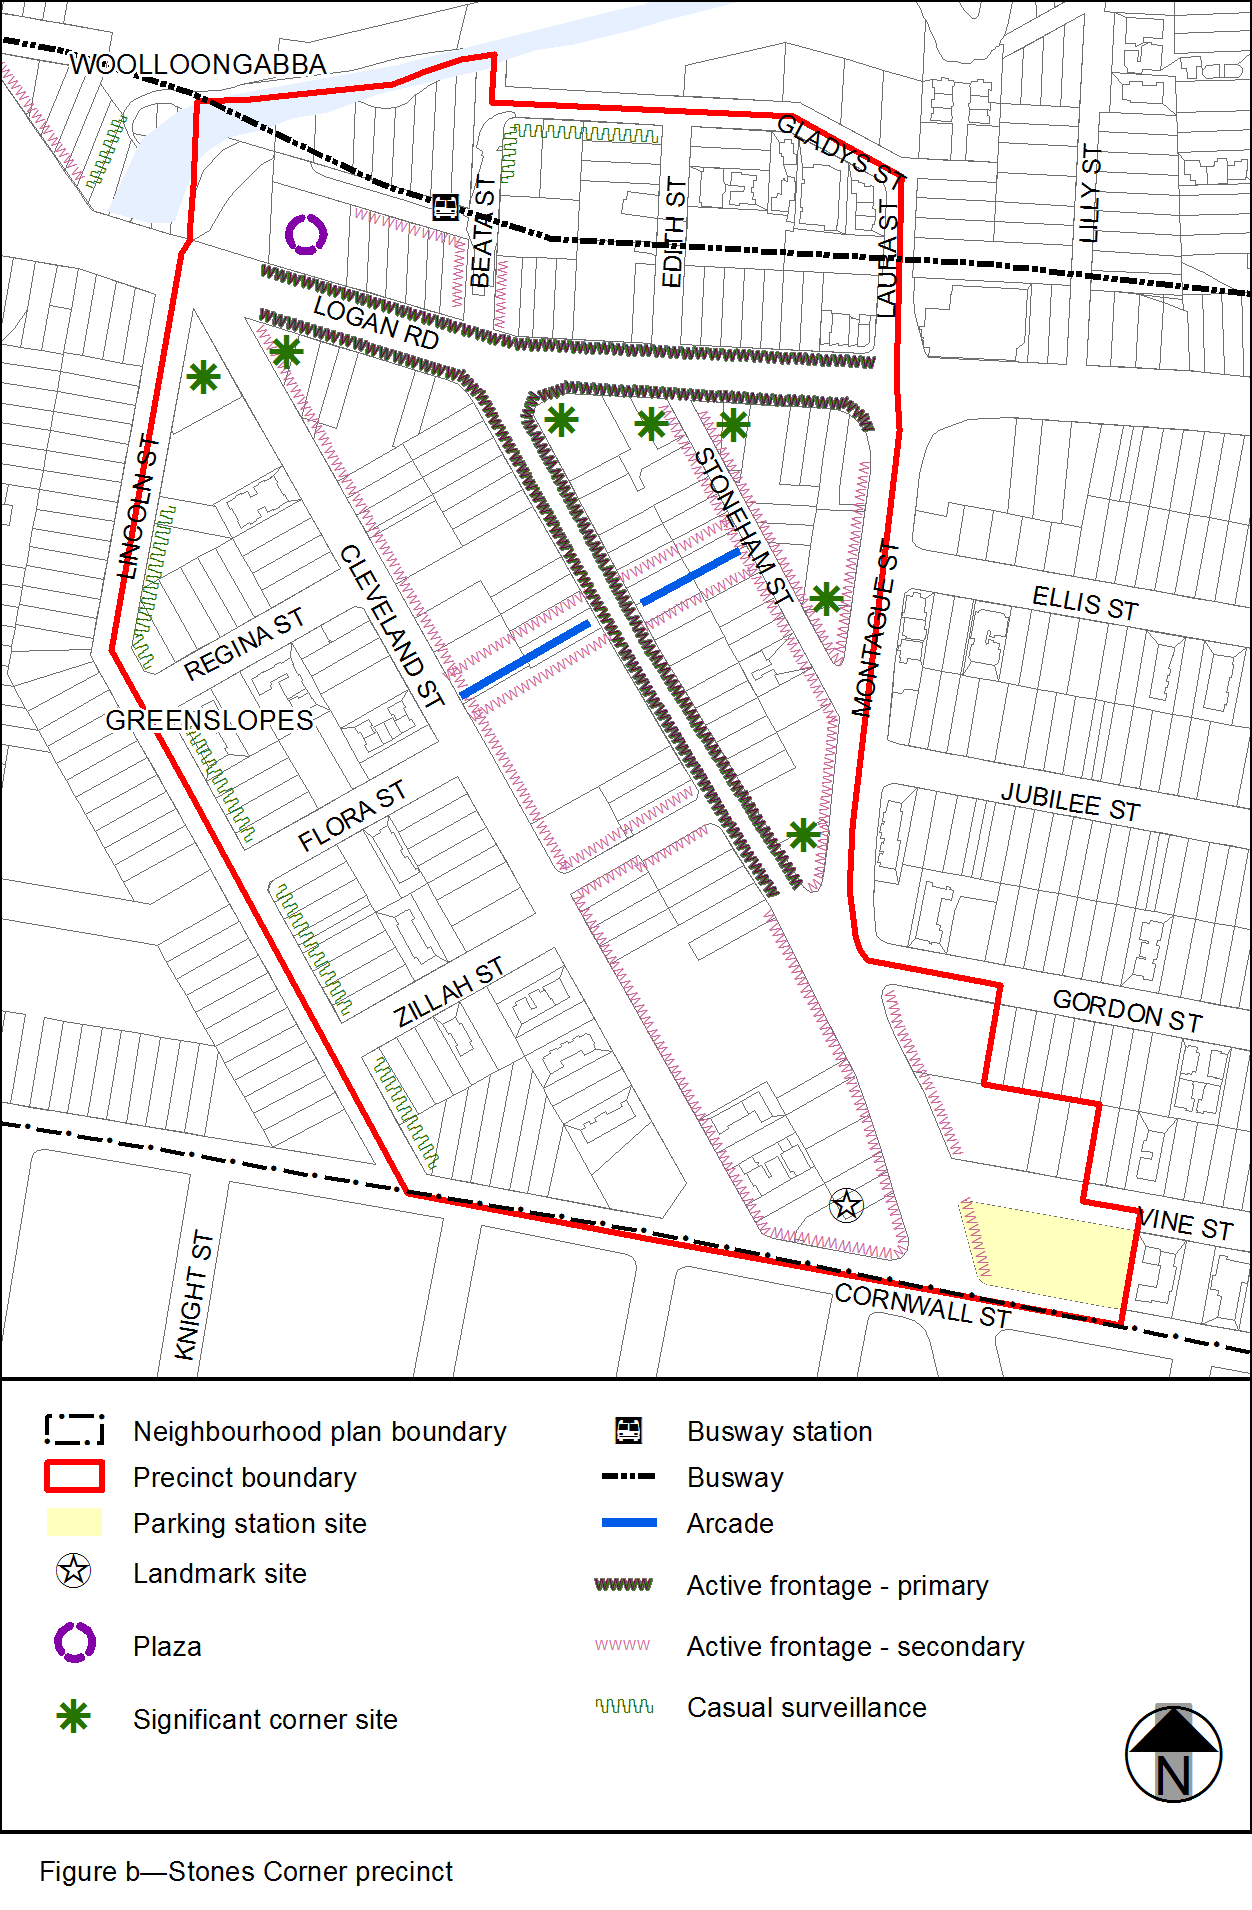 WOOLLOONGABBA
GLADYS ST
LILLY ST
BEATA ST
EDITH ST
LAURA ST
LOGAN RD
LINCOLN ST
STONEHAM ST
CLEVELAND ST
MONTAGUE ST
ELLIS ST
REGINA ST
GREENSLOPES
FLORA ST
JUBILEE ST
ZILLAH ST
GORDON ST
VINE ST
KNIGHT ST
CORNWALL ST
Neighbourhood plan boundary
Precinct boundary
Parking station site
Landmark site
Plaza
Significant corner site
Busway station
Busway
Arcade
Active frontage - primary
Active frontage - secondary
Casual surveillance
N
Figure b—Stones Corner precinct